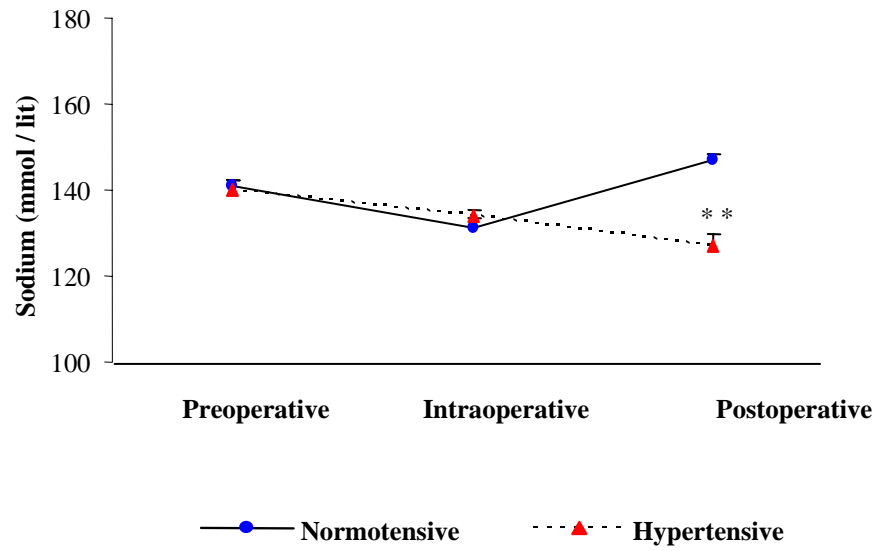 180
160
140
120
100
Sodium (mmol / lit)
* *
Preoperative Intraoperative Postoperative
Normotensive Hypertensive